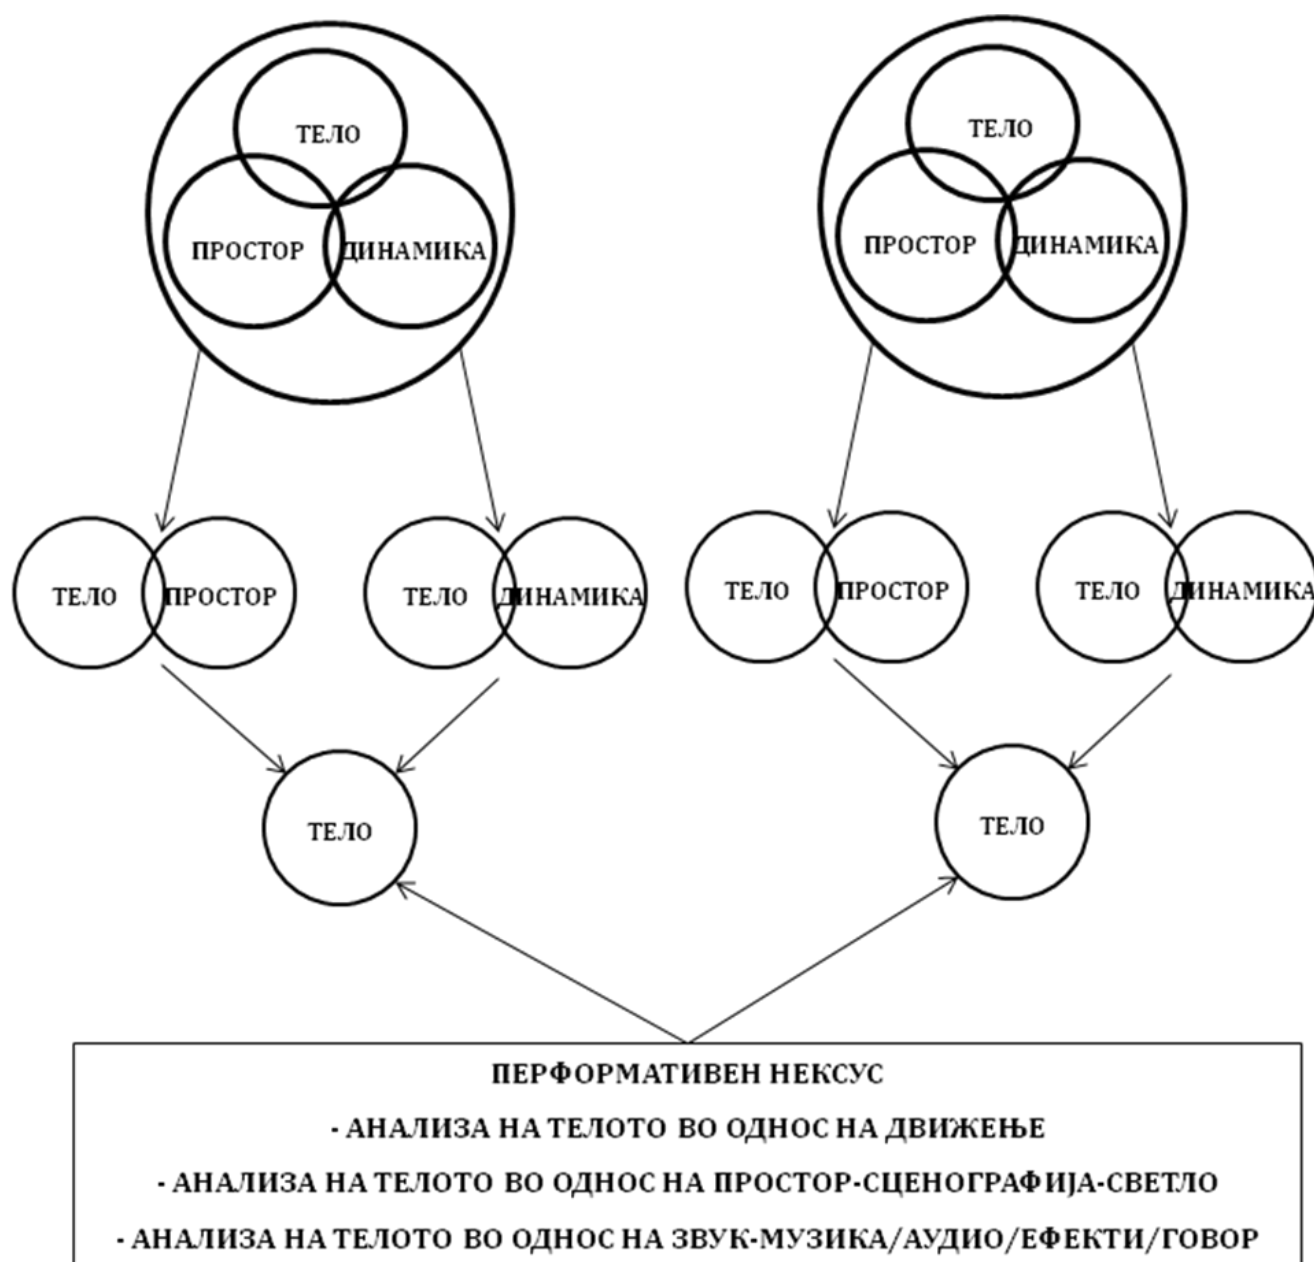 ТЕЛО
ТЕЛО
ПРОСТОР
ДИНАМИКА
ПРОСТОР
ДИНАМИКА
ТЕЛО
ПРОСТОР
ТЕЛО
ДИНАМИКА
ТЕЛО
ПРОСТОР
ТЕЛО
ДИНАМИКА
ТЕЛО
ТЕЛО
ПЕРФОРМАТИВЕН НЕКСУС
- АНАЛИЗА НА ТЕЛОТО ВО ОДНОС НА ДВИЖЕЊЕ
- АНАЛИЗА НА ТЕЛОТО ВО ОДНОС НА ПРОСТОР-СЦЕНОГРАФИЈА-СВЕТЛО
- АНАЛИЗА НА ТЕЛОТО ВО ОДНОС НА ЗВУК-МУЗИКА/АУДИО/ЕФЕКТИ/ГОВОР